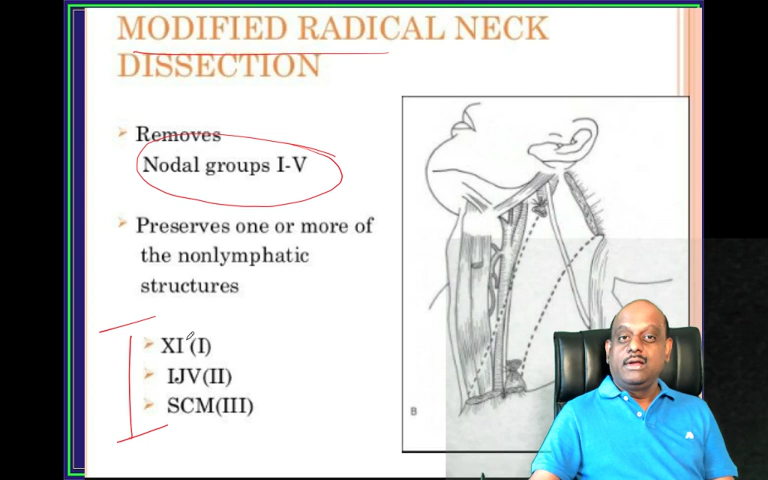 MODIFIED RADICAL NECK
DISSECTION
Removes
Nodal groups I-V
Preserves one or more of
the nonlymphatic
structures
XI (I)
IJV(II)
SCM(III)
B